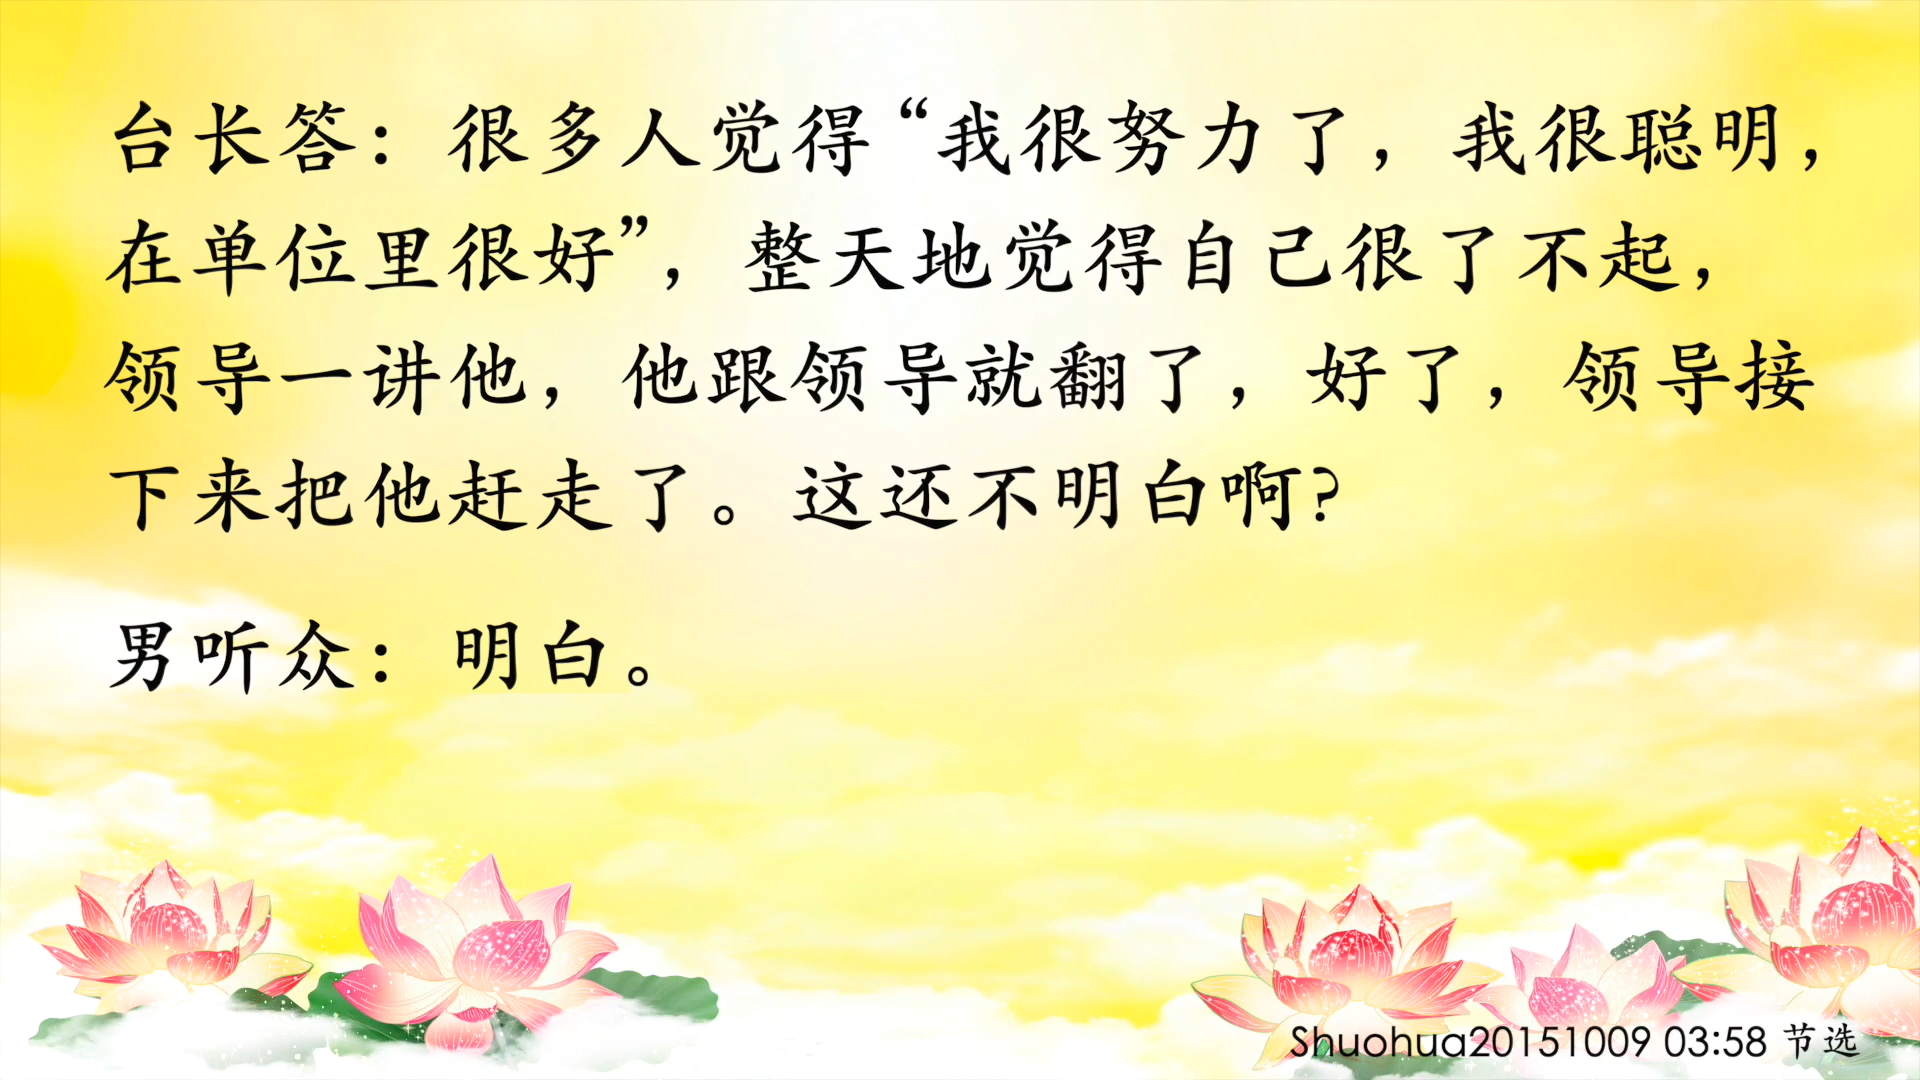 台长答：很多人觉得“我很努力了，我很聪明，
在单位里很好”，整天地觉得自己很了不起，
领导一讲他，他跟领导就翻了，好了，领导接
下来把他赶走了。这还不明白啊？
男听众：明白。
Shuohua20151009 03:58 节选